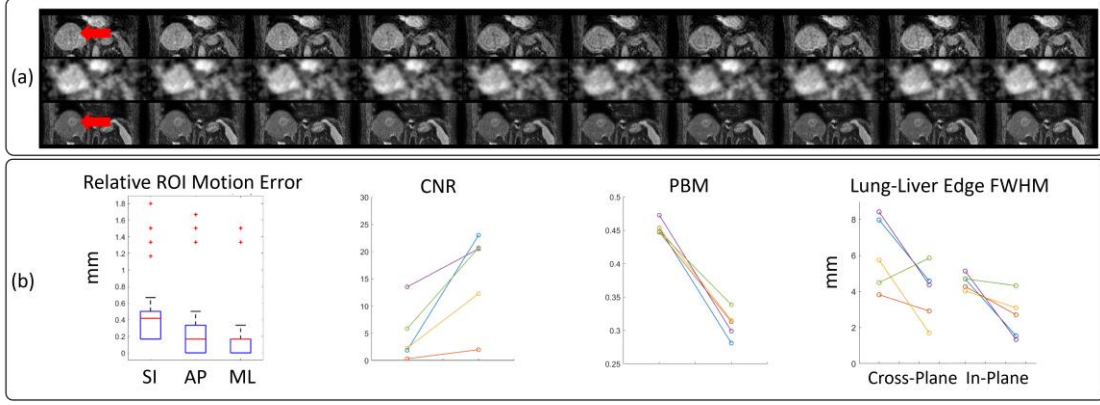 (a)
(b)
Relative ROI Motion Error
mm
1.8
1.6
1.4
1.2
1
0.8
0.6
0.4
0.2
0
SI AP ML
CNR
30
25
20
15
10
5
0
PBM
0.5
0.45
0.4
0.35
0.3
0.25
0.2
Lung-Liver Edge FWHM
mm
8
6
4
2
0
Cross-Plane In-Plane